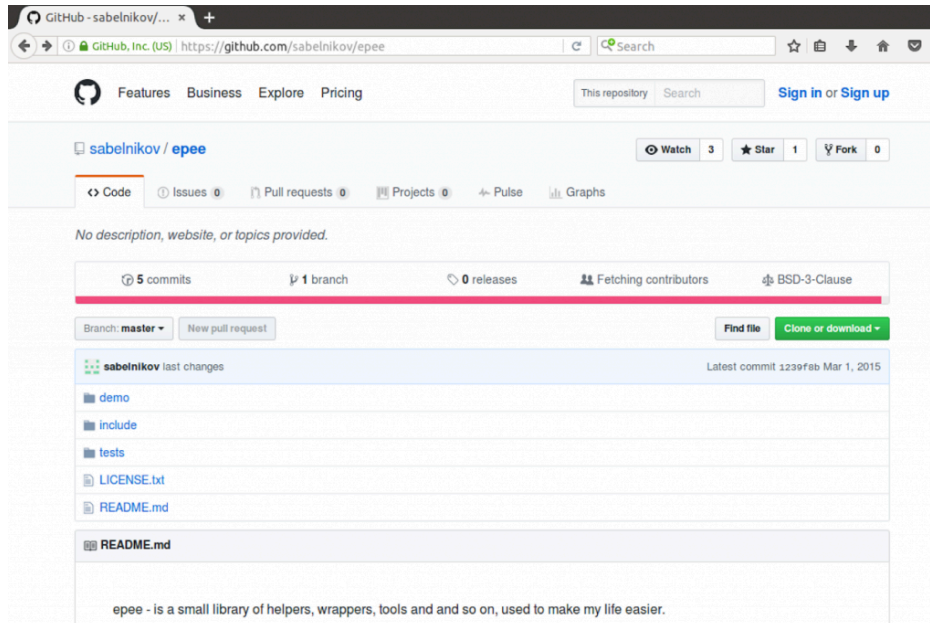 GitHub - sabelnikov/... × +
GitHub, Inc. (US) https://github.com/sabelnikov/epee Search
Features Business Explore Pricing This repository Search Sign in or Sign up
sabelnikov / epee Watch 3 Star 1 Fork 0
Code Issues 0 Pull requests 0 Projects 0 Pulse Graphs
No description, website, or topics provided.
5 commits 1 branch 0 releases Fetching contributors BSD-3-Clause
Branch: master New pull request Find file Clone or download
sabelnikov last changes Latest commit 1239f8b Mar 1, 2015
demo
include
tests
LICENSE.txt
README.md
README.md
epee - is a small library of helpers, wrappers, tools and and so on, used to make my life easier.